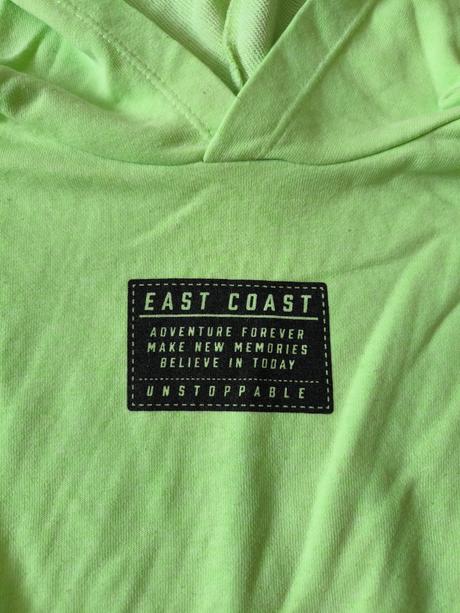 EAST COAST
ADVENTURE FOREVER
MAKE NEW MEMORIES
BELIEVE IN TODAY
UNSTOPPABLE